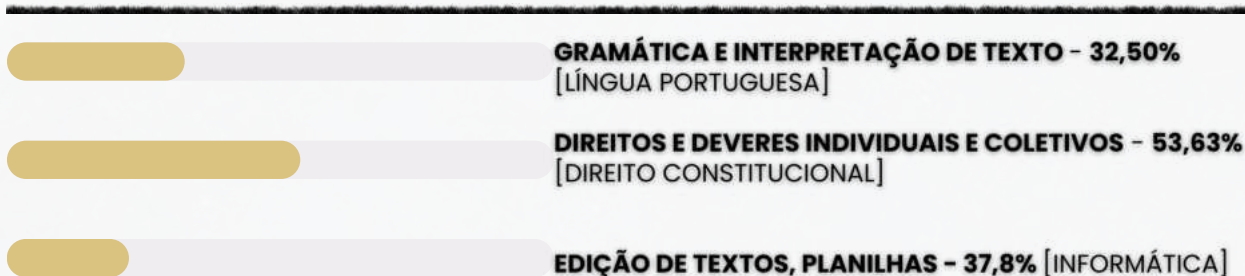 GRAMÁTICA E INTERPRETAÇÃO DE TEXTO - 32,50%
[LÍNGUA PORTUGUESA]
DIREITOS E DEVERES INDIVIDUAIS E COLETIVOS - 53,63%
[DIREITO CONSTITUCIONAL]
EDIÇÃO DE TEXTOS, PLANILHAS - 37,8% [INFORMÁTICA]